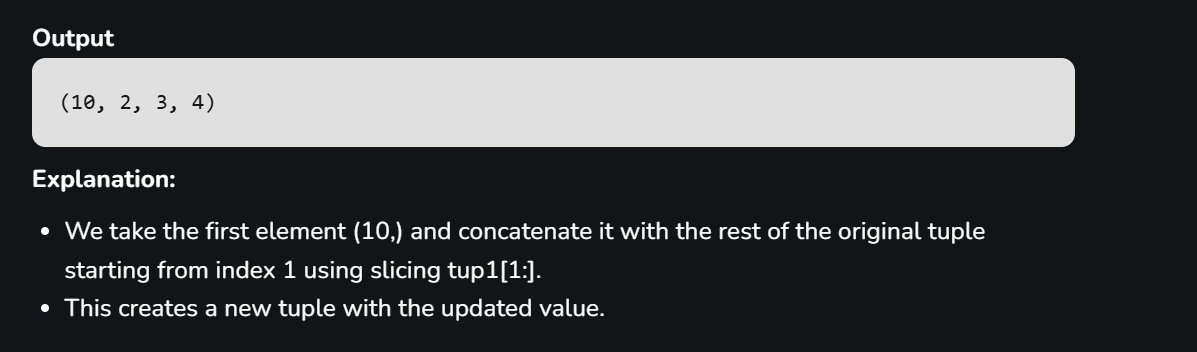 Output
(10, 2, 3, 4)
Explanation:
• We take the first element (10,) and concatenate it with the rest of the original tuple
starting from index 1 using slicing tup1[1:].
• This creates a new tuple with the updated value.